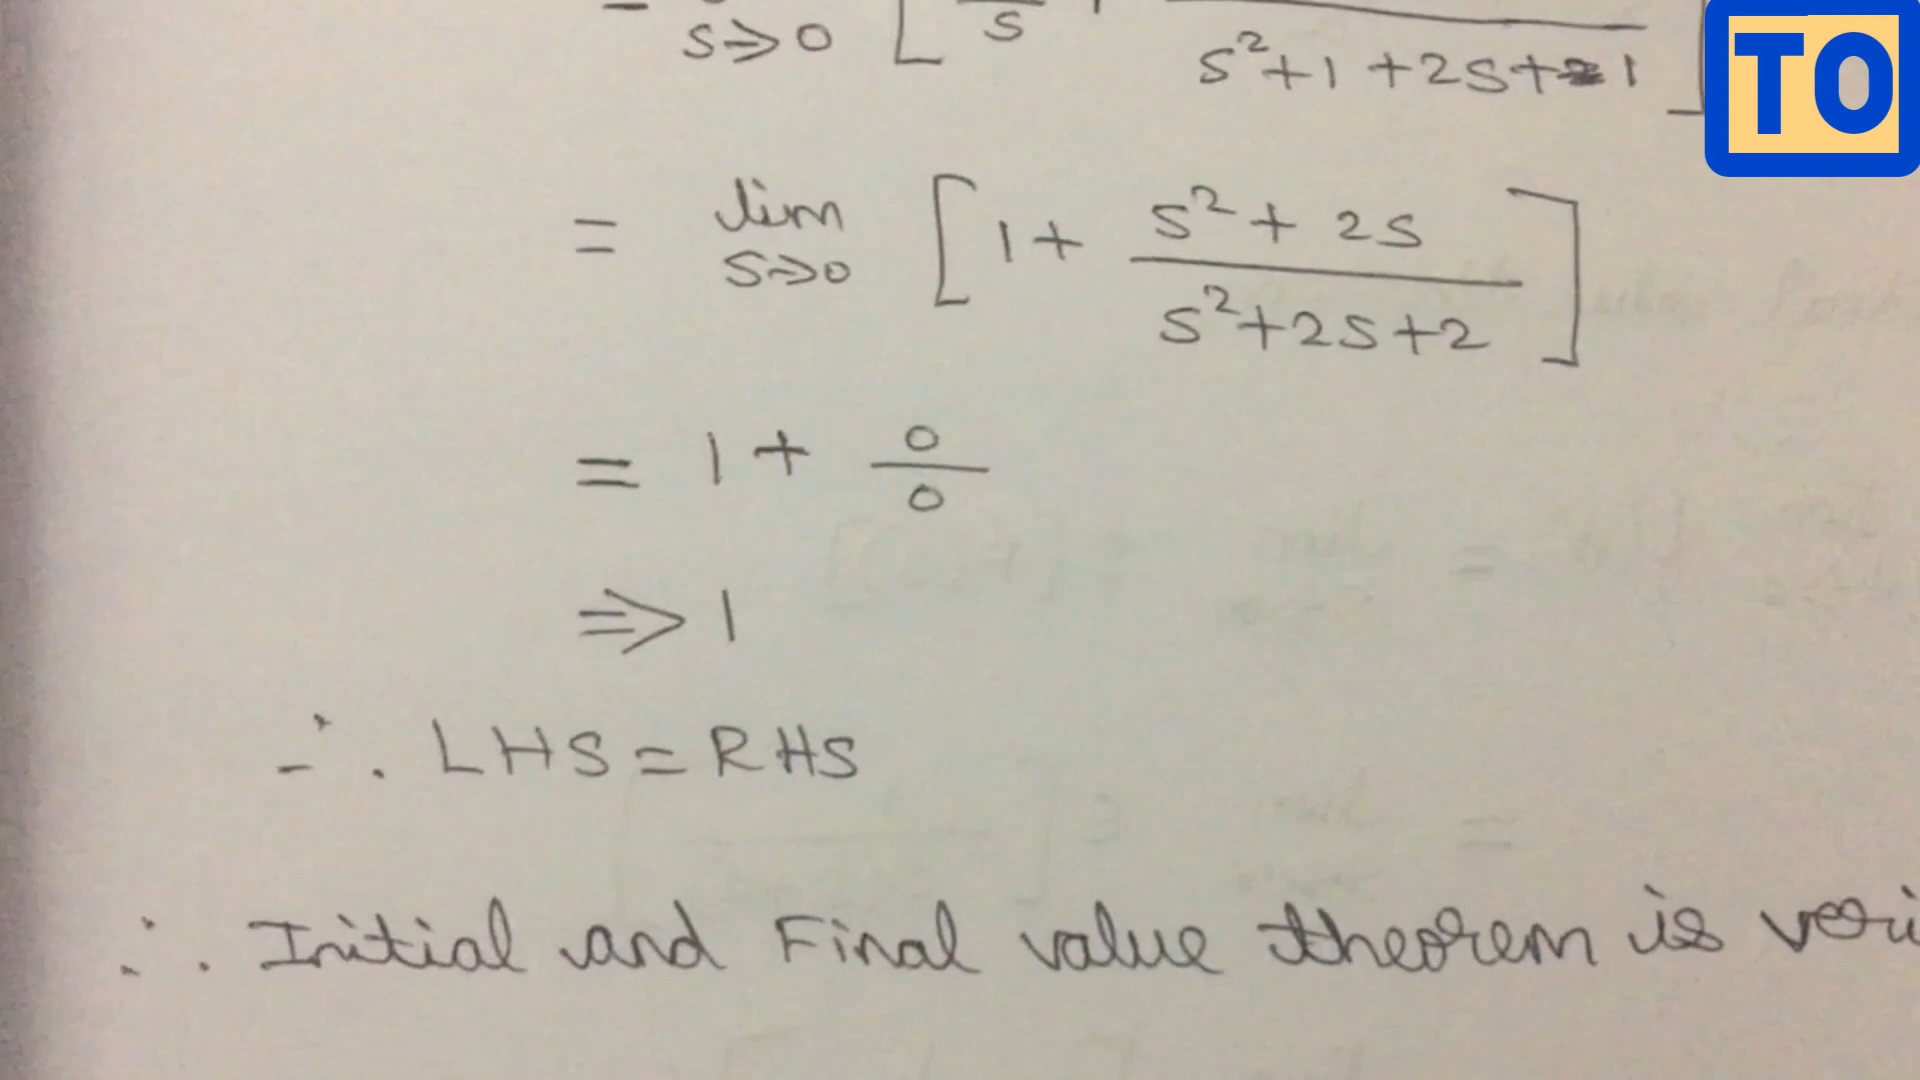 S→0 [ S
S²+1+2S+1 ]
TO
= lim [ 1 + S² + 2S ]
S→0 S²+2S+2
= 1 + 0/0
⇒ 1
∴ LHS = RHS
∴ Initial and Final value theorem is veri